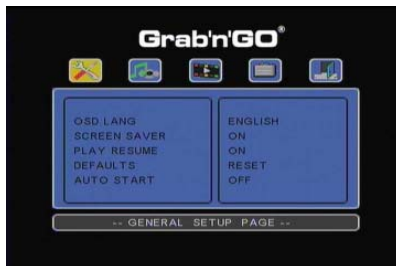 Grab'n'GO®
OSD LANG ENGLISH
SCREEN SAVER ON
PLAY RESUME ON
DEFAULTS RESET
AUTO START OFF
-- GENERAL SETUP PAGE --